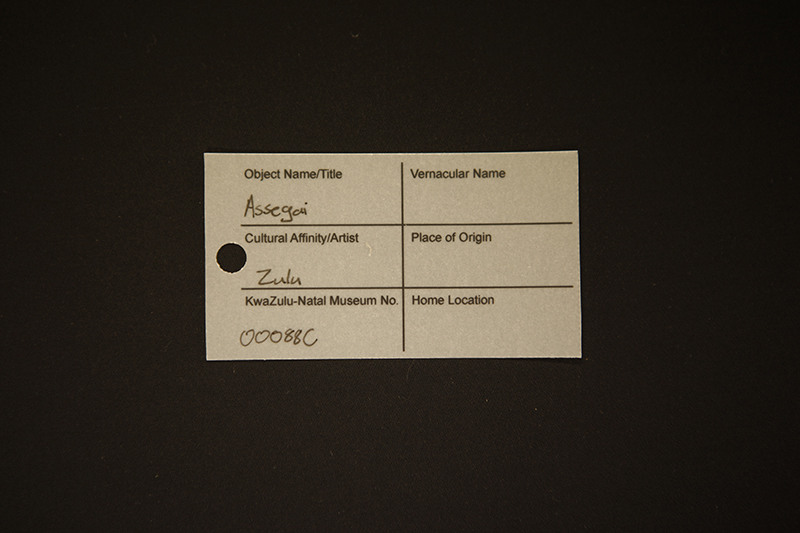 Object Name/Title
Vernacular Name
Assegai
Cultural Affinity/Artist
Place of Origin
Zulu
KwaZulu-Natal Museum No.
Home Location
00088C